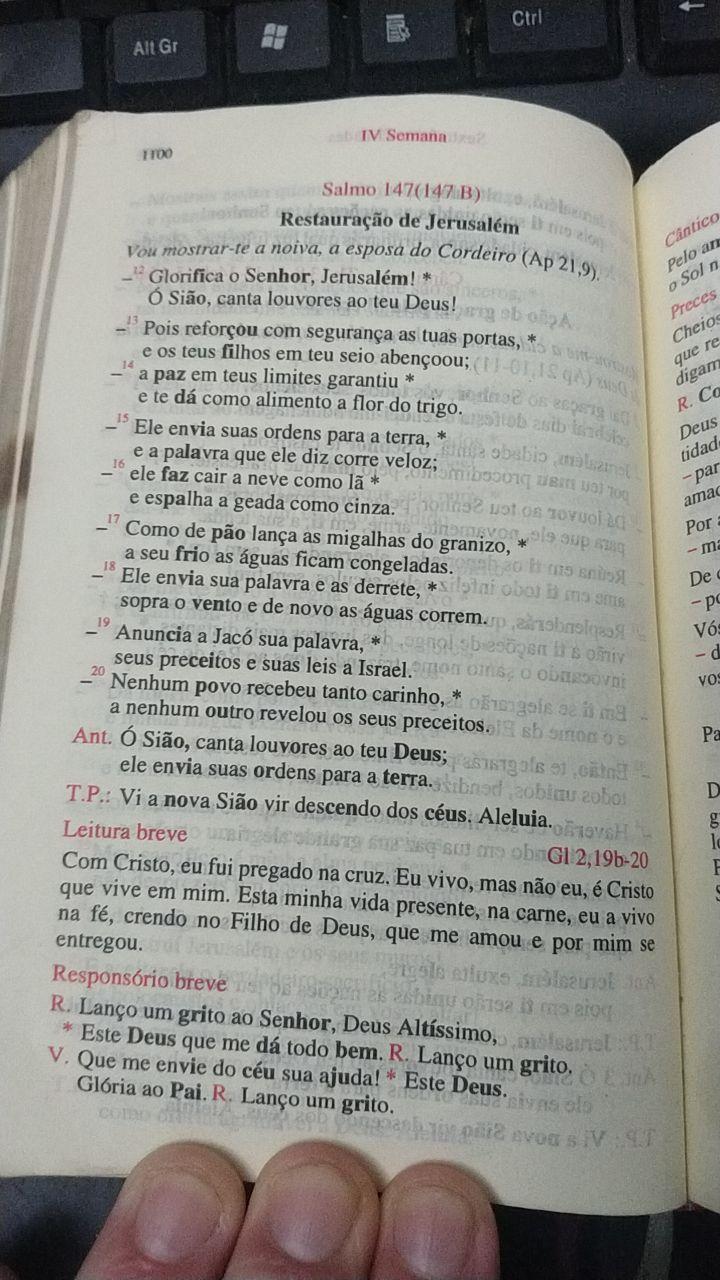 Alt Gr
Ctrl
1100
IV Semana
Salmo 147(147 B)
Restauração de Jerusalém
Vou mostrar-te a noiva, a esposa do Cordeiro (Ap 21,9).
–12 Glorifica o Senhor, Jerusalém! *
Ó Sião, canta louvores ao teu Deus!
–13 Pois reforçou com segurança as tuas portas, *
e os teus filhos em teu seio abençoou;
–14 a paz em teus limites garantiu *
e te dá como alimento a flor do trigo.
–15 Ele envia suas ordens para a terra, *
e a palavra que ele diz corre veloz;
–16 ele faz cair a neve como lã *
e espalha a geada como cinza.
–17 Como de pão lança as migalhas do granizo, *
a seu frio as águas ficam congeladas.
–18 Ele envia sua palavra e as derrete, *
sopra o vento e de novo as águas correm.
–19 Anuncia a Jacó sua palavra, *
seus preceitos e suas leis a Israel.
–20 Nenhum povo recebeu tanto carinho, *
a nenhum outro revelou os seus preceitos.
Ant. Ó Sião, canta louvores ao teu Deus;
ele envia suas ordens para a terra.
T.P.: Vi a nova Sião vir descendo dos céus. Aleluia.
Leitura breve Gl 2,19b-20
Com Cristo, eu fui pregado na cruz. Eu vivo, mas não eu, é Cristo
que vive em mim. Esta minha vida presente, na carne, eu a vivo
na fé, crendo no Filho de Deus, que me amou e por mim se
entregou.
Responsório breve
R. Lanço um grito ao Senhor, Deus Altíssimo,
* Este Deus que me dá todo bem. R. Lanço um grito.
V. Que me envie do céu sua ajuda! * Este Deus.
Glória ao Pai. R. Lanço um grito.
Cântico
Pelo
o Sol n
Preces
Cheios
que re
digam
R. Co
Deus
tidad
– par
Por
De
Vós
vos